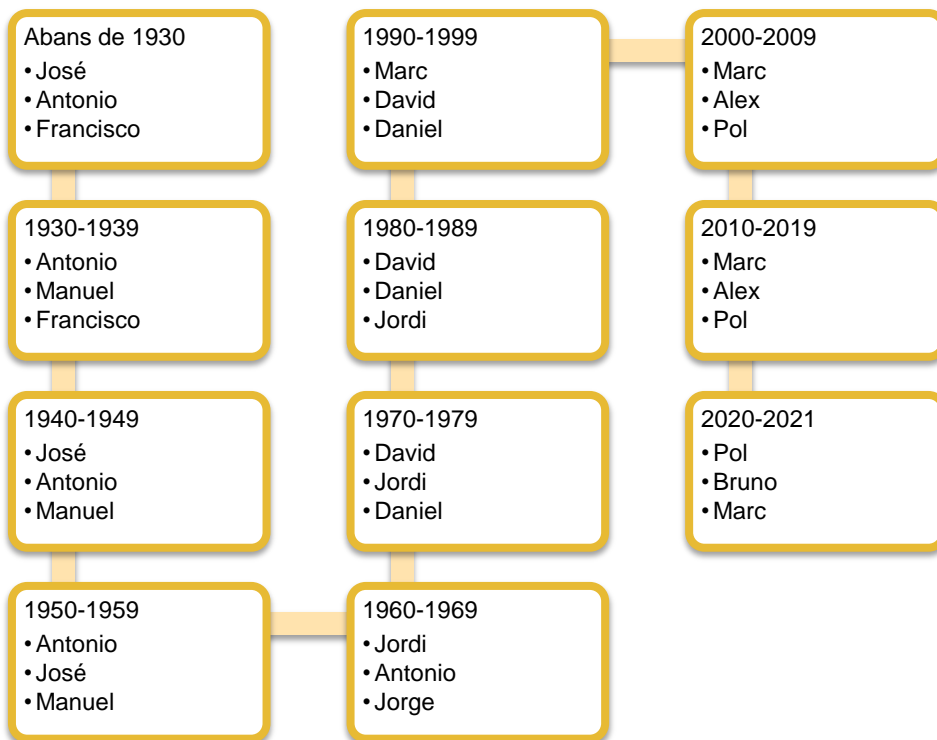 Abans de 1930
• José
• Antonio
• Francisco
1930-1939
• Antonio
• Manuel
• Francisco
1940-1949
• José
• Antonio
• Manuel
1950-1959
• Antonio
• José
• Manuel
1960-1969
• Jordi
• Antonio
• Jorge
1970-1979
• David
• Jordi
• Daniel
1980-1989
• David
• Daniel
• Jordi
1990-1999
• Marc
• David
• Daniel
2000-2009
• Marc
• Alex
• Pol
2010-2019
• Marc
• Alex
• Pol
2020-2021
• Pol
• Bruno
• Marc